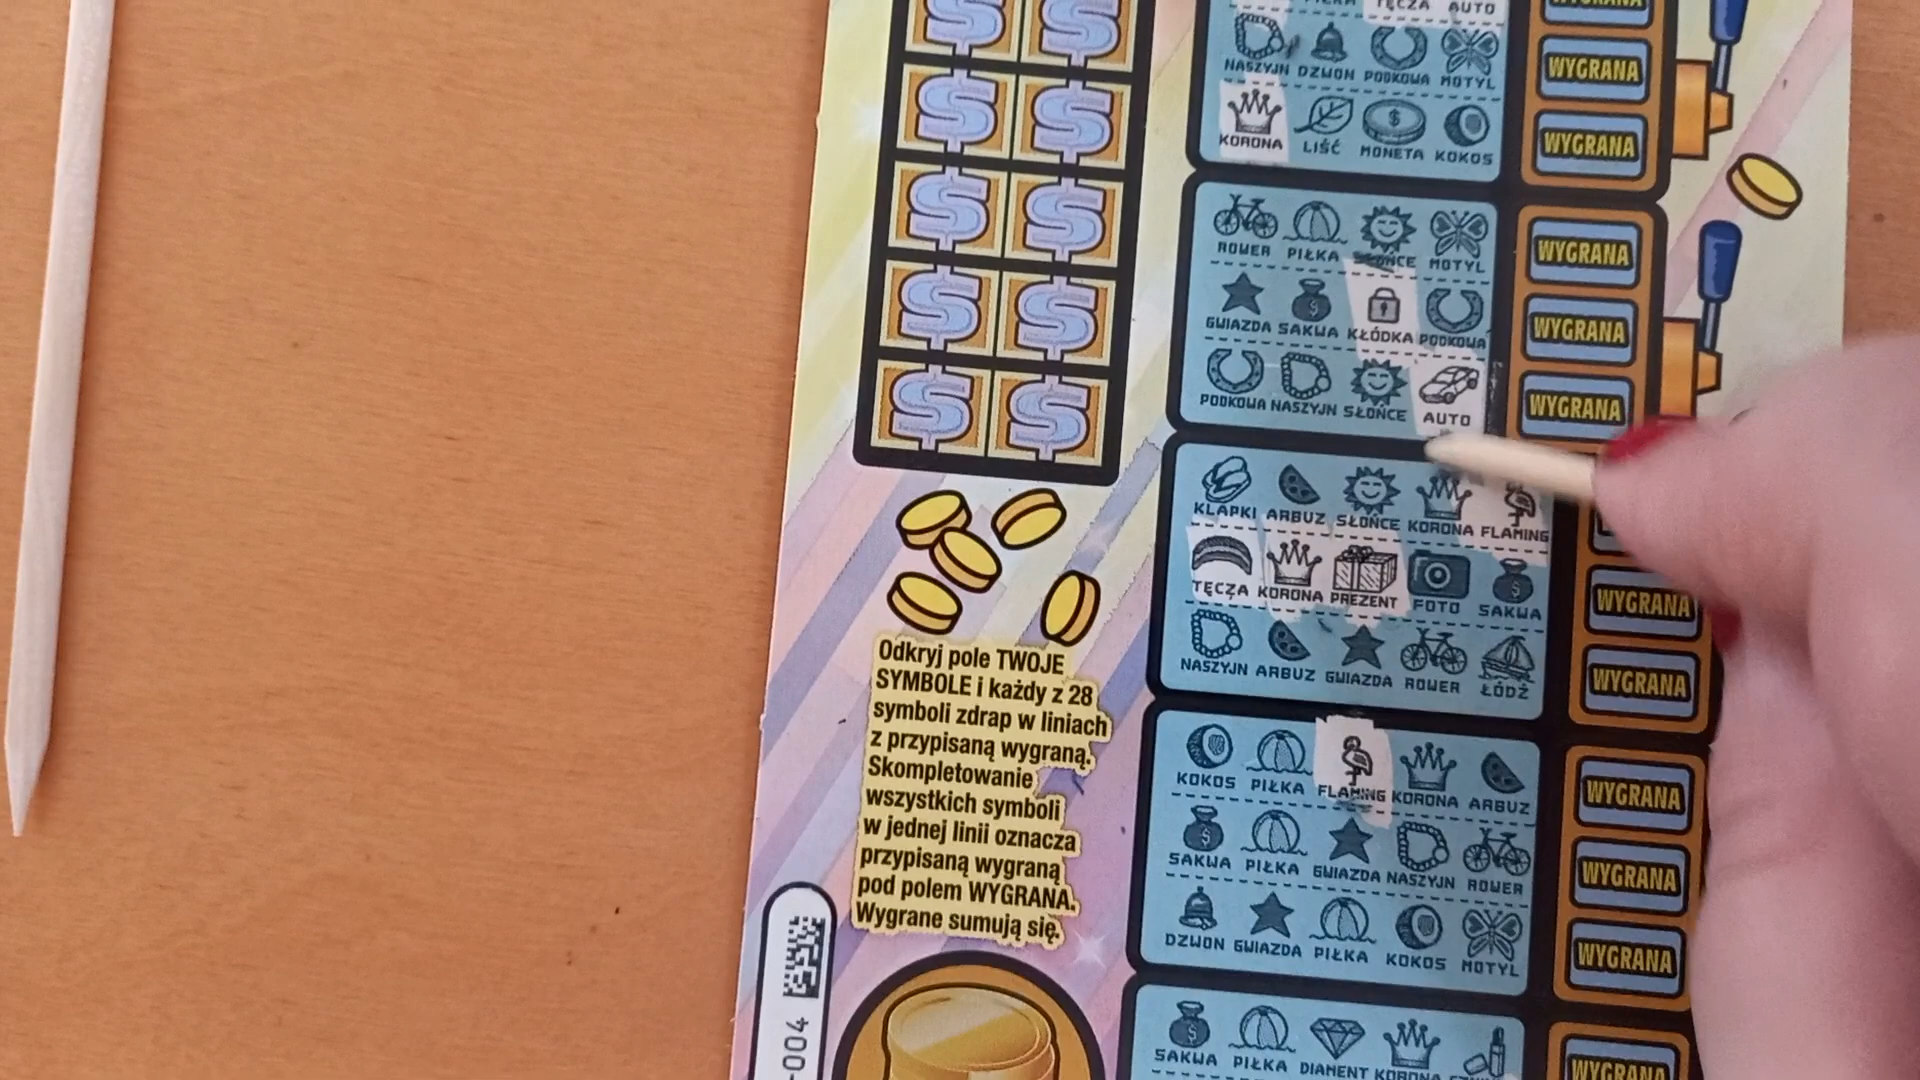 TĘCZA AUTO
NASZYJN DZWON PODKOWA MOTYL
KORONA LIŚĆ MONETA KOKOS
WYGRANA
WYGRANA
WYGRANA
ROWER PIŁKA SŁOŃCE MOTYL
GWIAZDA SAKWA KŁÓDKA PODKOWA
PODKOWA NASZYJN SŁOŃCE AUTO
WYGRANA
WYGRANA
WYGRANA
KLAPKI ARBUZ SŁOŃCE KORONA FLAMING
TĘCZA KORONA PREZENT FOTO SAKWA
NASZYJN ARBUZ GWIAZDA ROWER ŁÓDŹ
WYGRANA
WYGRANA
KOKOS PIŁKA FLAMING KORONA ARBUZ
SAKWA PIŁKA GWIAZDA NASZYJN ROWER
DZWON GWIAZDA PIŁKA KOKOS MOTYL
WYGRANA
WYGRANA
WYGRANA
SAKWA PIŁKA DIAMENT KORONA
WYGRANA
Odkryj pole TWOJE
SYMBOLE i każdy z 28
symboli zdrap w liniach
z przypisaną wygraną.
Skompletowanie
wszystkich symboli
w jednej linii oznacza
przypisaną wygraną
pod polem WYGRANA.
Wygrane sumują się.
-004